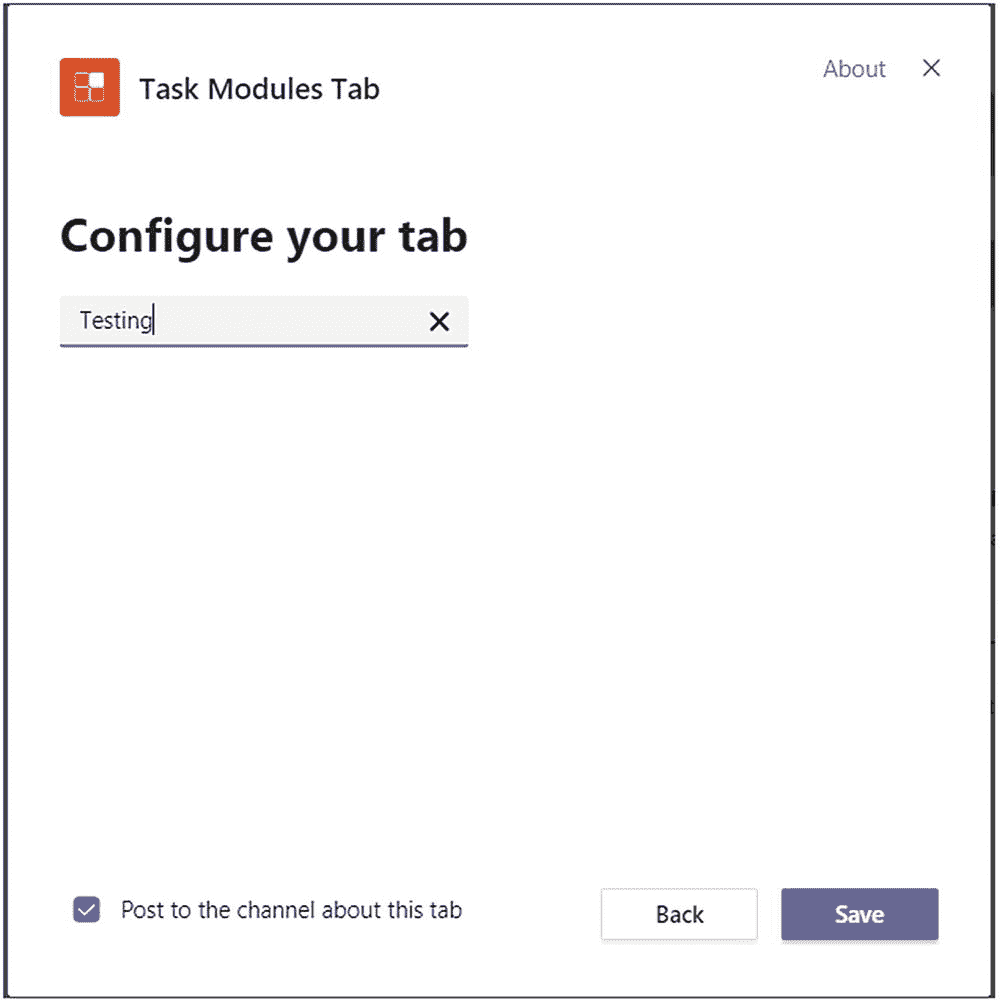 Task Modules Tab
About
Configure your tab
Testing
Post to the channel about this tab
Back
Save